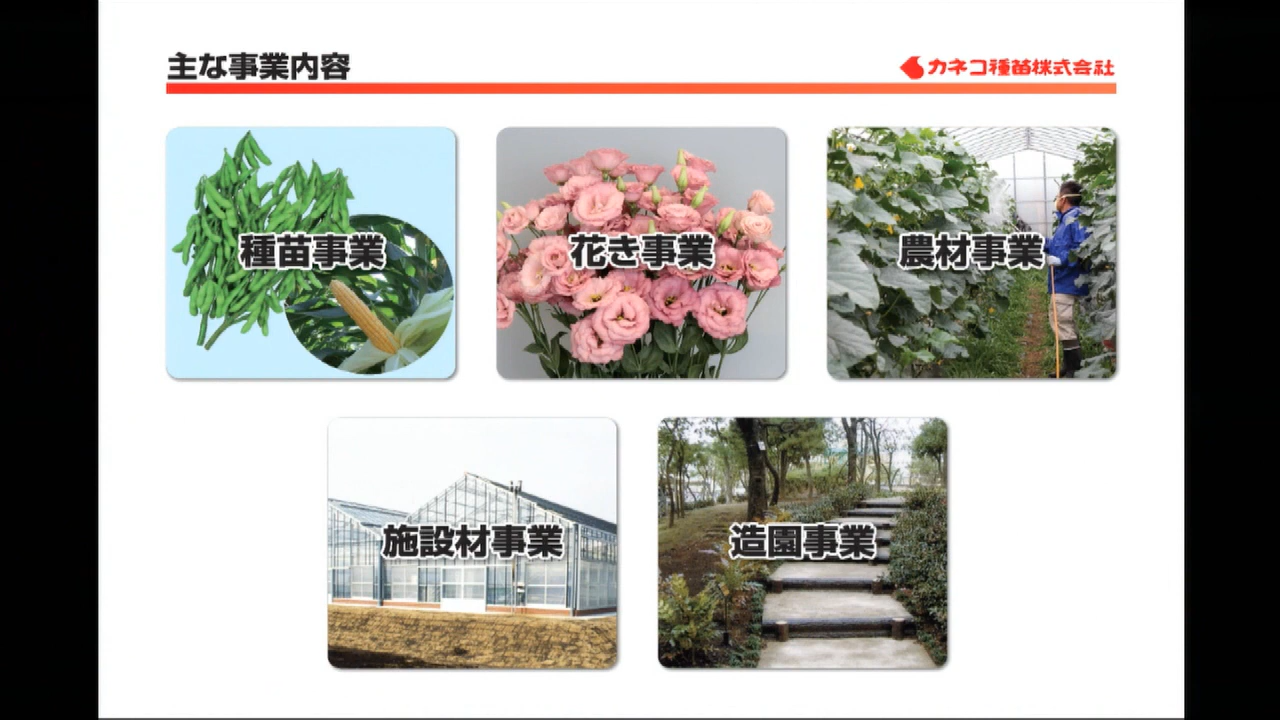 主な事業内容
カネコ種苗株式会社
種苗事業
花き事業
農材事業
施設材事業
造園事業